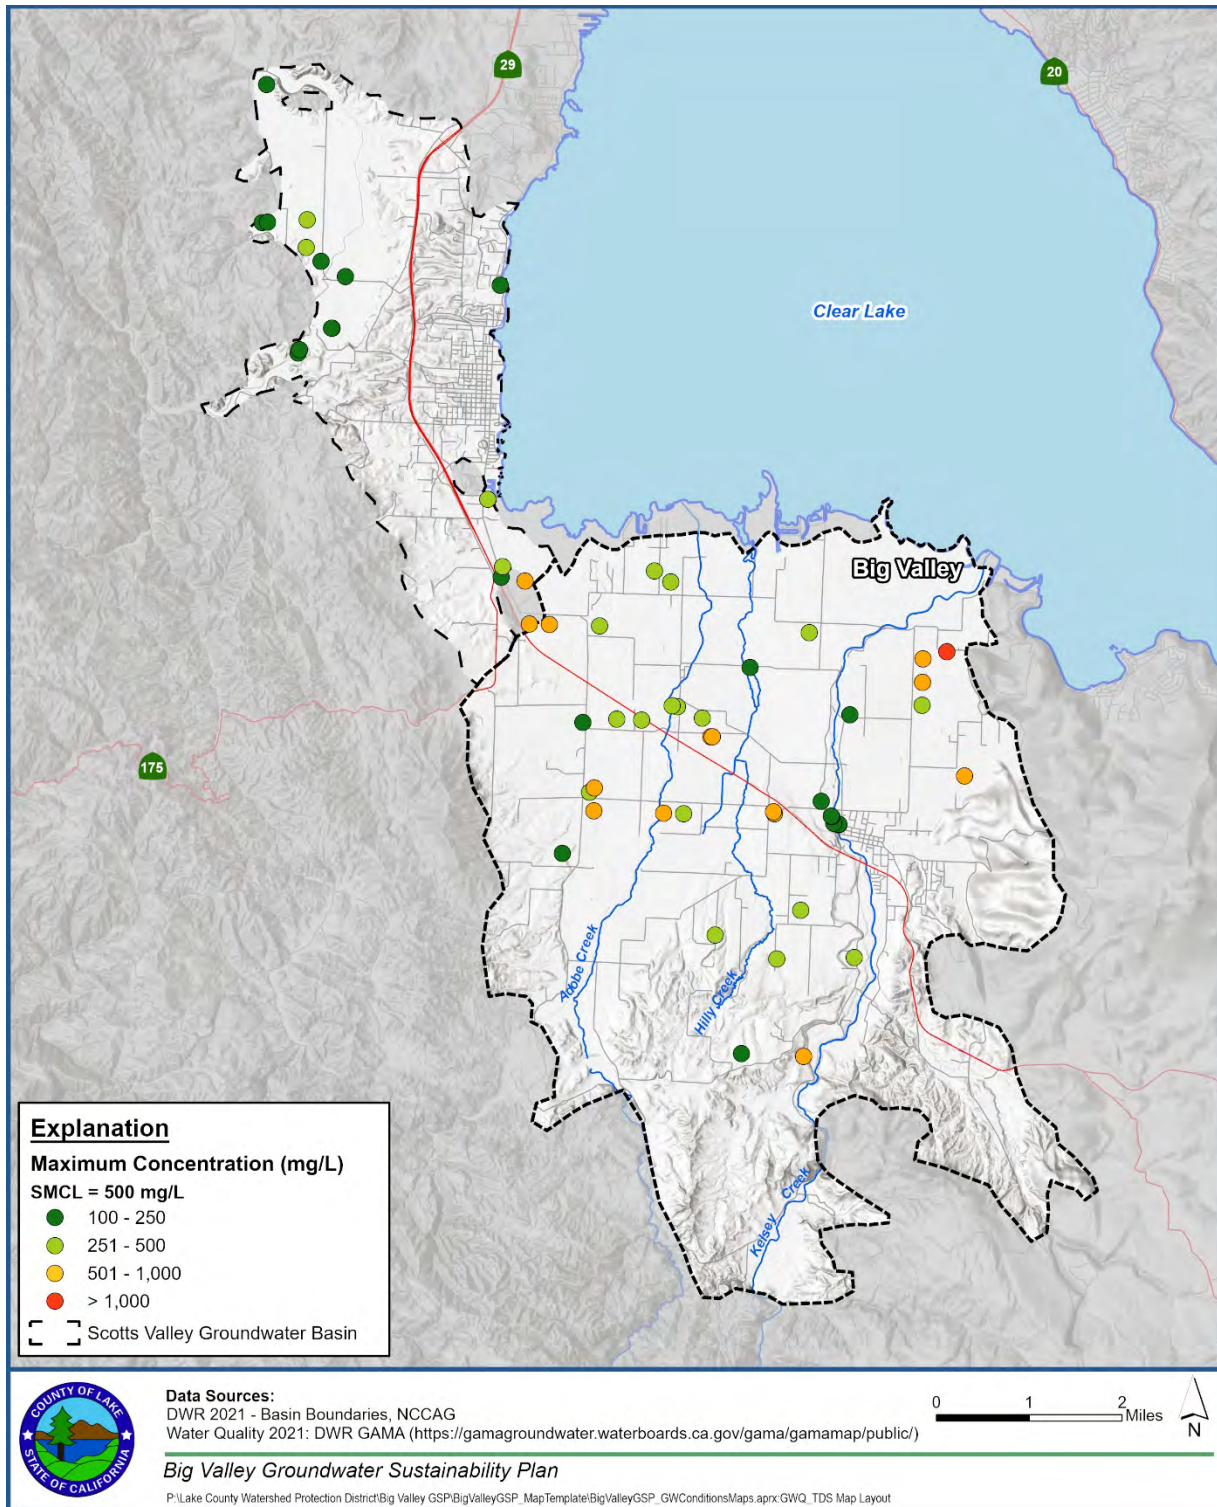 29
20
Clear Lake
Big Valley
175
Adobe Creek
Hilly Creek
Kelsey Creek
Explanation
Maximum Concentration (mg/L)
SMCL = 500 mg/L
100 - 250
251 - 500
501 - 1,000
> 1,000
Scotts Valley Groundwater Basin
COUNTY OF LAKE
STATE OF CALIFORNIA
Data Sources:
DWR 2021 - Basin Boundaries, NCCAG
Water Quality 2021: DWR GAMA (https://gamagroundwater.waterboards.ca.gov/gama/gamamap/public/)
0 1 2
Miles
N
Big Valley Groundwater Sustainability Plan
P:\Lake County Watershed Protection District\Big Valley GSP\BigValleyGSP_MapTemplate\BigValleyGSP_GWConditionsMaps.aprx:GWQ_TDS Map Layout